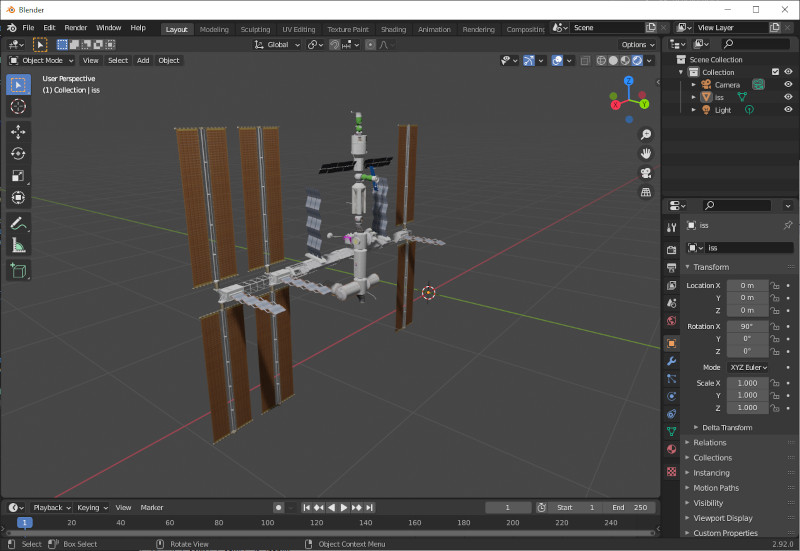 Blender
File Edit Render Window Help Layout Modeling Sculpting UV Editing Texture Paint Shading Animation Rendering Compositing Scene View Layer
Global Options
Object Mode View Select Add Object
User Perspective
(1) Collection | iss
Z
X Y
Scene Collection
Collection
Camera
iss
Light
iss
iss
Transform
Location X 0 m
Y 0 m
Z 0 m
Rotation X 90°
Y 0°
Z 0°
Mode XYZ Euler
Scale X 1.000
Y 1.000
Z 1.000
Delta Transform
Relations
Collections
Instancing
Motion Paths
Visibility
Viewport Display
Custom Properties
Playback Keying View Marker 1 Start 1 End 250
1 20 40 60 80 100 120 140 160 180 200 220 240
Select Box Select Rotate View Object Context Menu 2.92.0